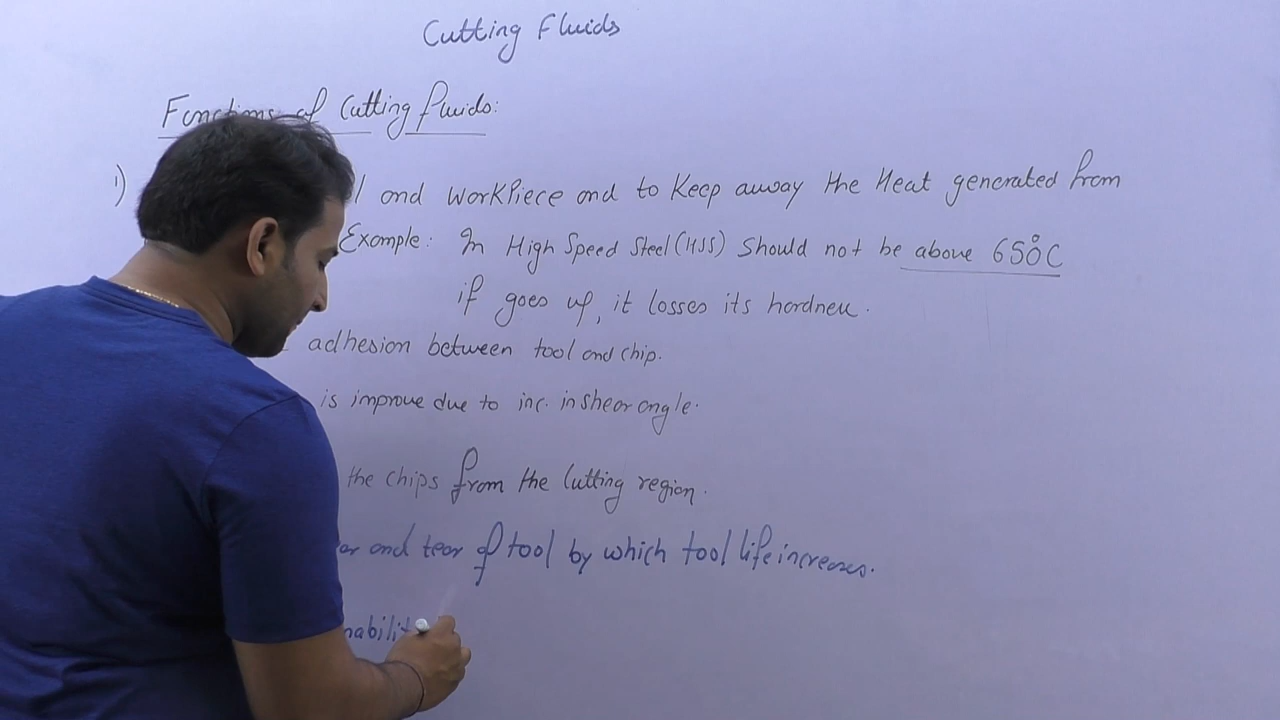 Cutting Fluids
Functions of Cutting fluids:
1) and WorkPiece and to Keep away the Heat generated from
Example: In High Speed Steel (HSS) Should not be above 650°C
if goes up, it losses its hardness.
adhesion between tool and chip.
is improve due to inc. in shear angle.
the chips from the Cutting region.
and tear of tool by which tool life increases.